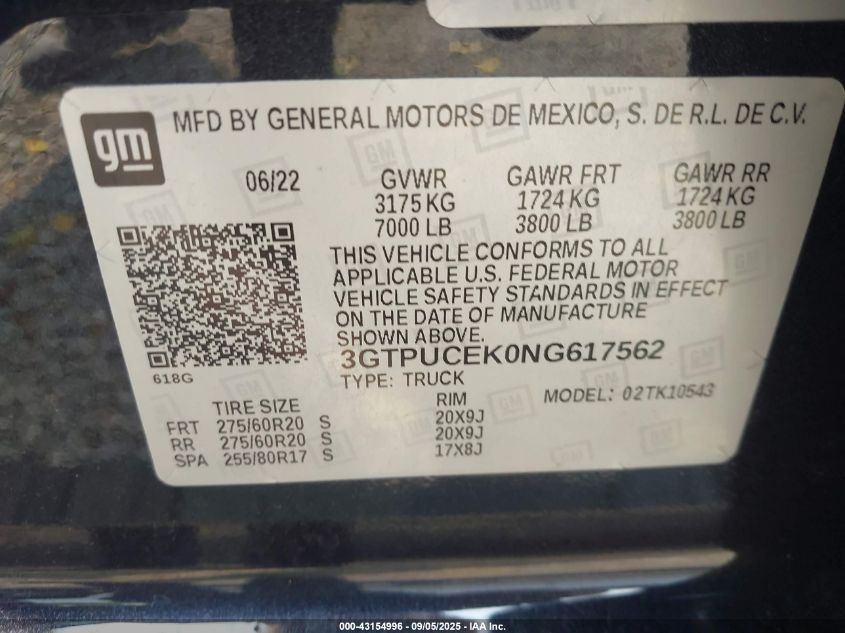 gm
MFD BY GENERAL MOTORS DE MEXICO, S. DE R.L. DE C.V.
06/22 GVWR GAWR FRT GAWR RR
3175 KG 1724 KG 1724 KG
7000 LB 3800 LB 3800 LB
THIS VEHICLE CONFORMS TO ALL
APPLICABLE U.S. FEDERAL MOTOR
VEHICLE SAFETY STANDARDS IN EFFECT
ON THE DATE OF MANUFACTURE
SHOWN ABOVE.
3GTPUCEK0NG617562
618G
TYPE: TRUCK
MODEL: 02TK10543
TIRE SIZE RIM
FRT 275/60R20 S 20X9J
RR 275/60R20 S 20X9J
SPA 255/80R17 S 17X8J
000-43154996 - 09/05/2025 - IAA Inc.